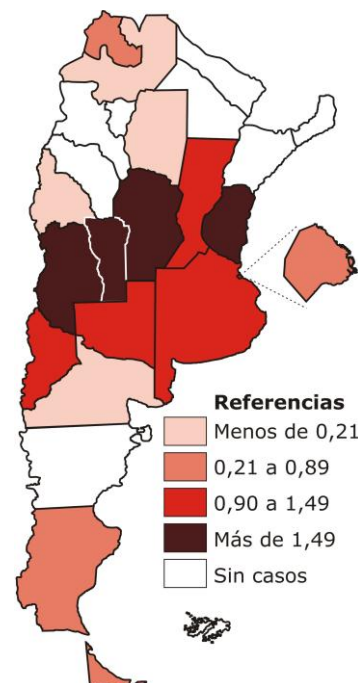 Referencias
Menos de 0,21
0,21 a 0,89
0,90 a 1,49
Más de 1,49
Sin casos